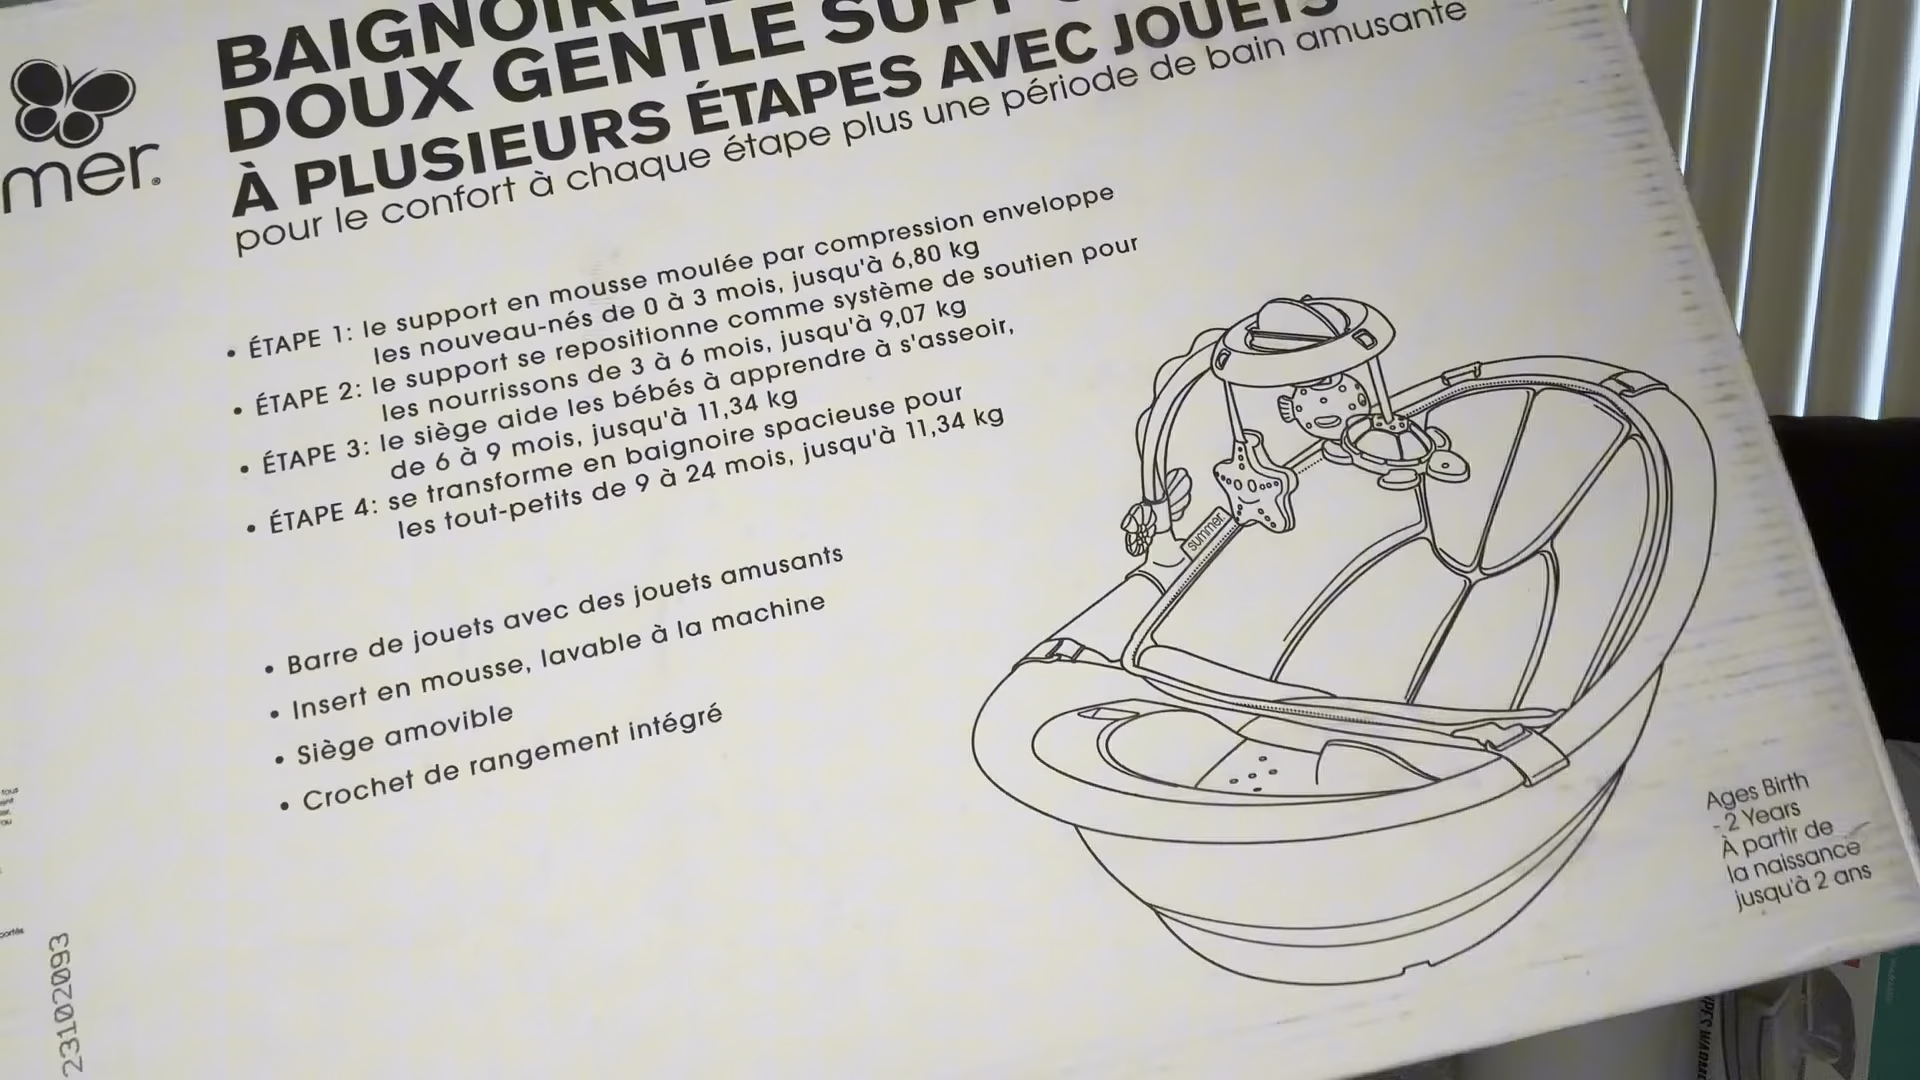 mer.
BAIGNOIRE
DOUX GENTLE
À PLUSIEURS ÉTAPES AVEC JOUETS
pour le confort à chaque étape plus une période de bain amusante
• ÉTAPE 1: le support en mousse moulée par compression enveloppe
les nouveau-nés de 0 à 3 mois, jusqu'à 6,80 kg
• ÉTAPE 2: le support se repositionne comme système de soutien pour
les nourrissons de 3 à 6 mois, jusqu'à 9,07 kg
• ÉTAPE 3: le siège aide les bébés à apprendre à s'asseoir,
de 6 à 9 mois, jusqu'à 11,34 kg
• ÉTAPE 4: se transforme en baignoire spacieuse pour
les tout-petits de 9 à 24 mois, jusqu'à 11,34 kg
• Barre de jouets avec des jouets amusants
• Insert en mousse, lavable à la machine
• Siège amovible
• Crochet de rangement intégré
summer
Ages Birth
- 2 Years
À partir de
la naissance
jusqu'à 2 ans
tous
23102093